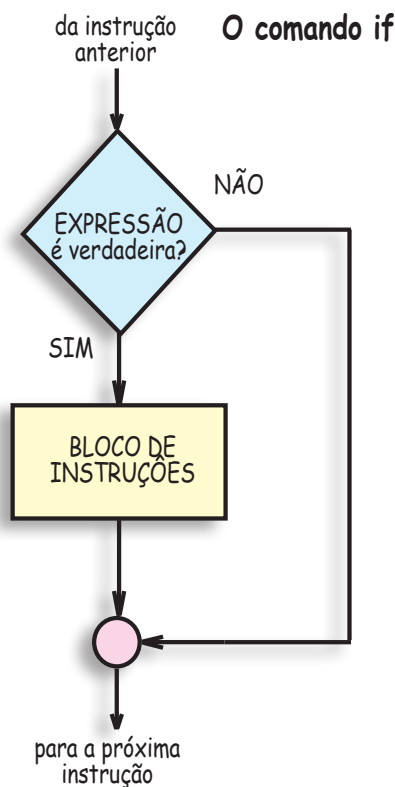 O comando if
da instrução
anterior
NÃO
EXPRESSÃO
é verdadeira?
SIM
BLOCO DE
INSTRUÇÕES
para a próxima
instrução